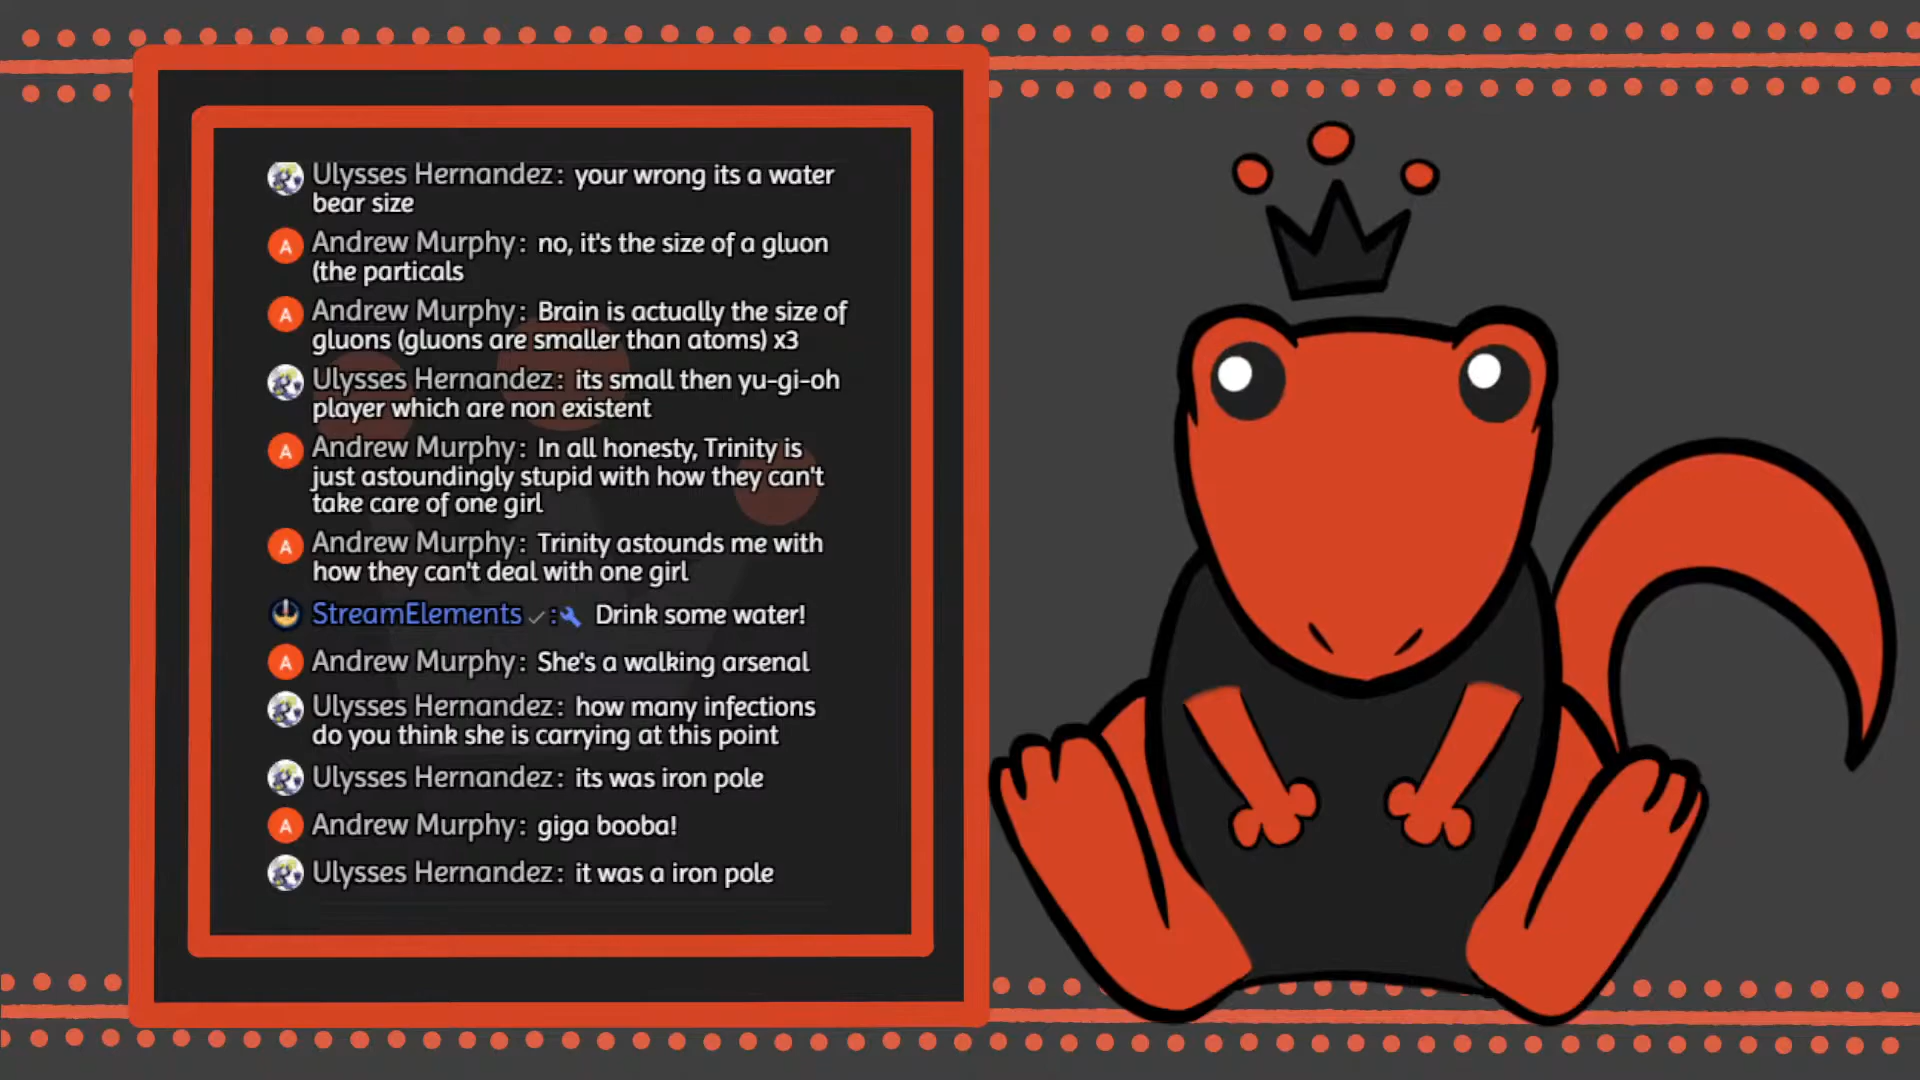 Ulysses Hernandez: your wrong its a water
bear size
A Andrew Murphy: no, it's the size of a gluon
(the particals
A Andrew Murphy: Brain is actually the size of
gluons (gluons are smaller than atoms) x3
Ulysses Hernandez: its small then yu-gi-oh
player which are non existent
A Andrew Murphy: In all honesty, Trinity is
just astoundingly stupid with how they can't
take care of one girl
A Andrew Murphy: Trinity astounds me with
how they can't deal with one girl
StreamElements ✓: Drink some water!
A Andrew Murphy: She's a walking arsenal
Ulysses Hernandez: how many infections
do you think she is carrying at this point
Ulysses Hernandez: its was iron pole
A Andrew Murphy: giga booba!
Ulysses Hernandez: it was a iron pole